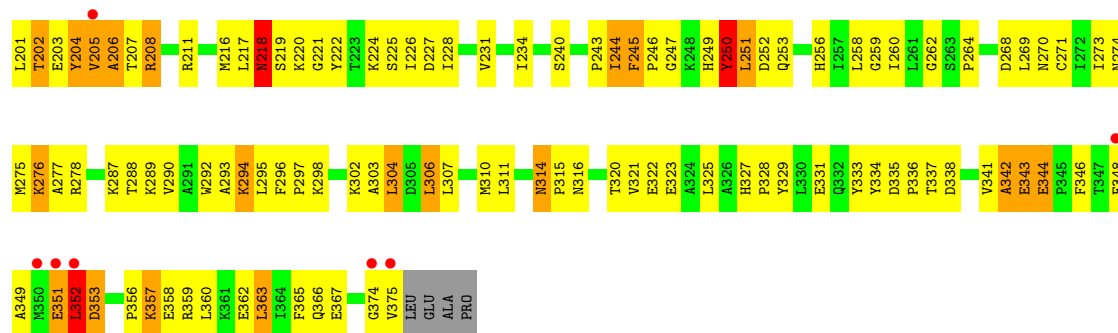 L201 T202 E203 Y204 V205 A206 T207 R208 R211 M216 L217 N218 S219 K220 G221 Y222 T223 K224 S225 I226 D227 I228 V231 I234 S240 P243 I244 F245 P246 G247 K248 H249 Y250 L251 D252 Q253 H256 I257 L258 G259 I260 L261 G262 S263 P264 D268 L269 N270 C271 I272 I273 N274
M275 K276 A277 R278 K287 T288 K289 V290 A291 W292 A293 K294 L295 F296 P297 K298 K302 A303 L304 D305 L306 L307 M310 L311 N314 P315 N316 T320 V321 E322 E323 A324 L325 A326 H327 P328 Y329 L330 E331 Q332 Y333 Y334 D335 P336 T337 D338 V341 A342 E343 E344 P345 F346 T347 F348
A349 M350 E351 L352 D353 P356 K357 E358 R359 L360 K361 E362 L363 I364 F365 Q366 E367 G374 V375 LEU GLU ALA PRO